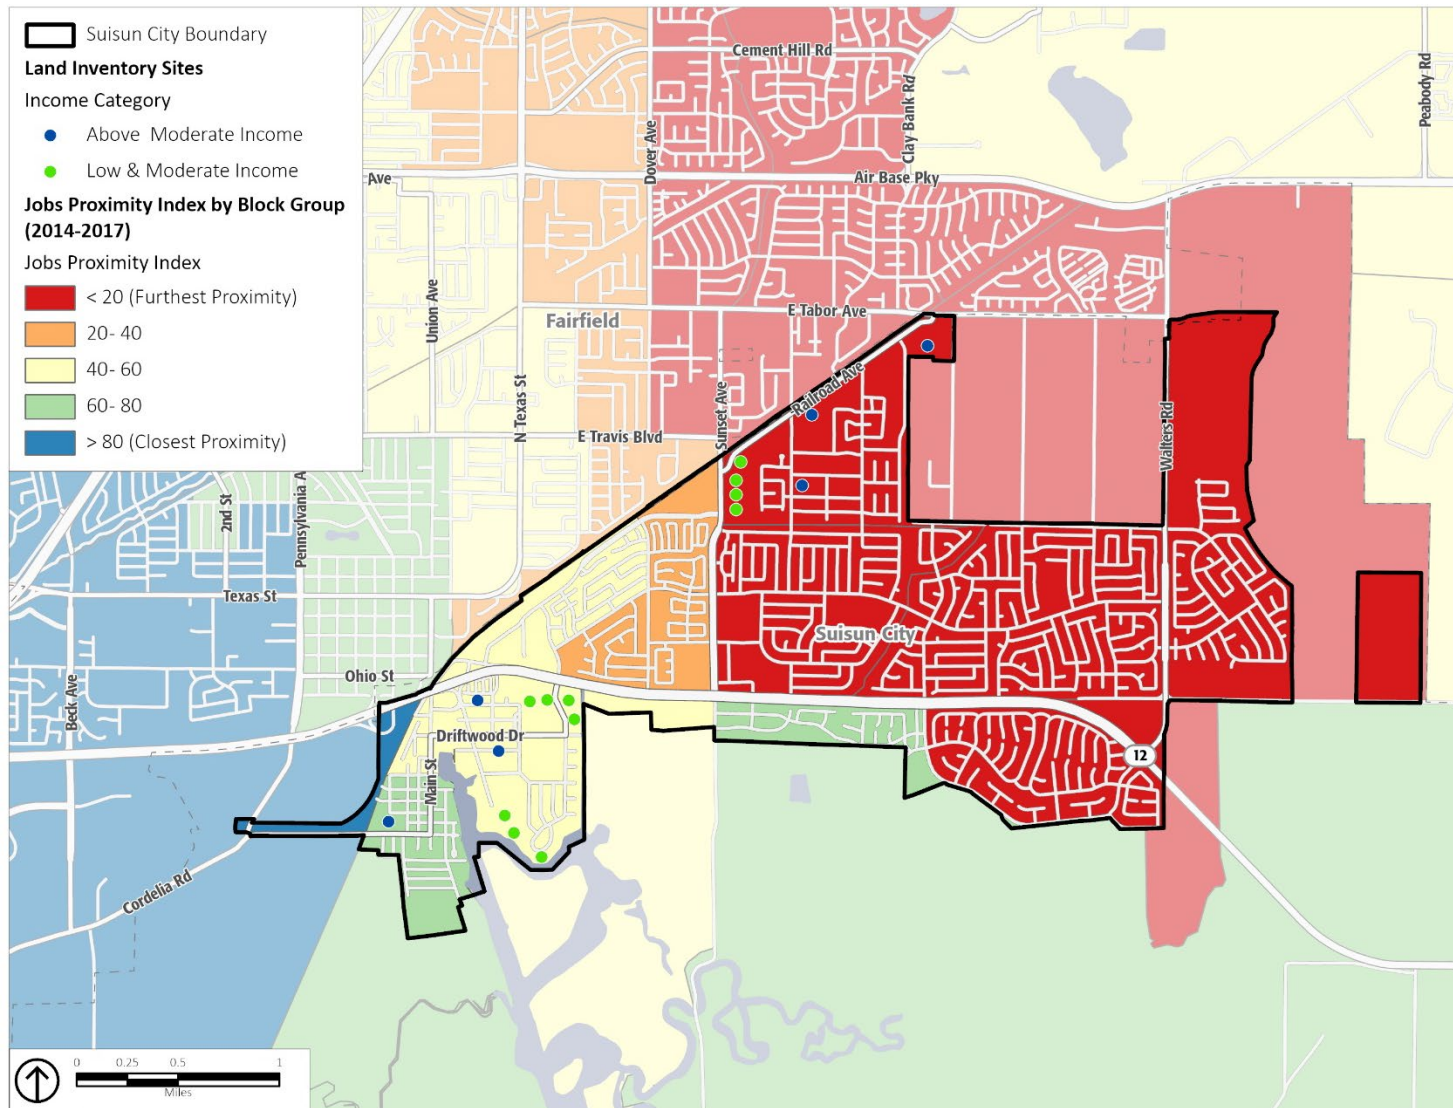 Suisun City Boundary
Land Inventory Sites
Income Category
Above Moderate Income
Low & Moderate Income
Jobs Proximity Index by Block Group
(2014-2017)
Jobs Proximity Index
< 20 (Furthest Proximity)
20- 40
40- 60
60- 80
> 80 (Closest Proximity)
Cement Hill Rd
Clay Bank Rd
Peabody Rd
Dover Ave
Ave
Air Base Pky
Union Ave
Fairfield
E Tabor Ave
N Texas St
Railroad Ave
Sunset Ave
E Travis Blvd
Walters Rd
2nd St
Pennsylvania A
Texas St
Suisun City
Ohio St
Beck Ave
Driftwood Dr
Main St
12
Cordelia Rd
0 0.25 0.5 1
Miles